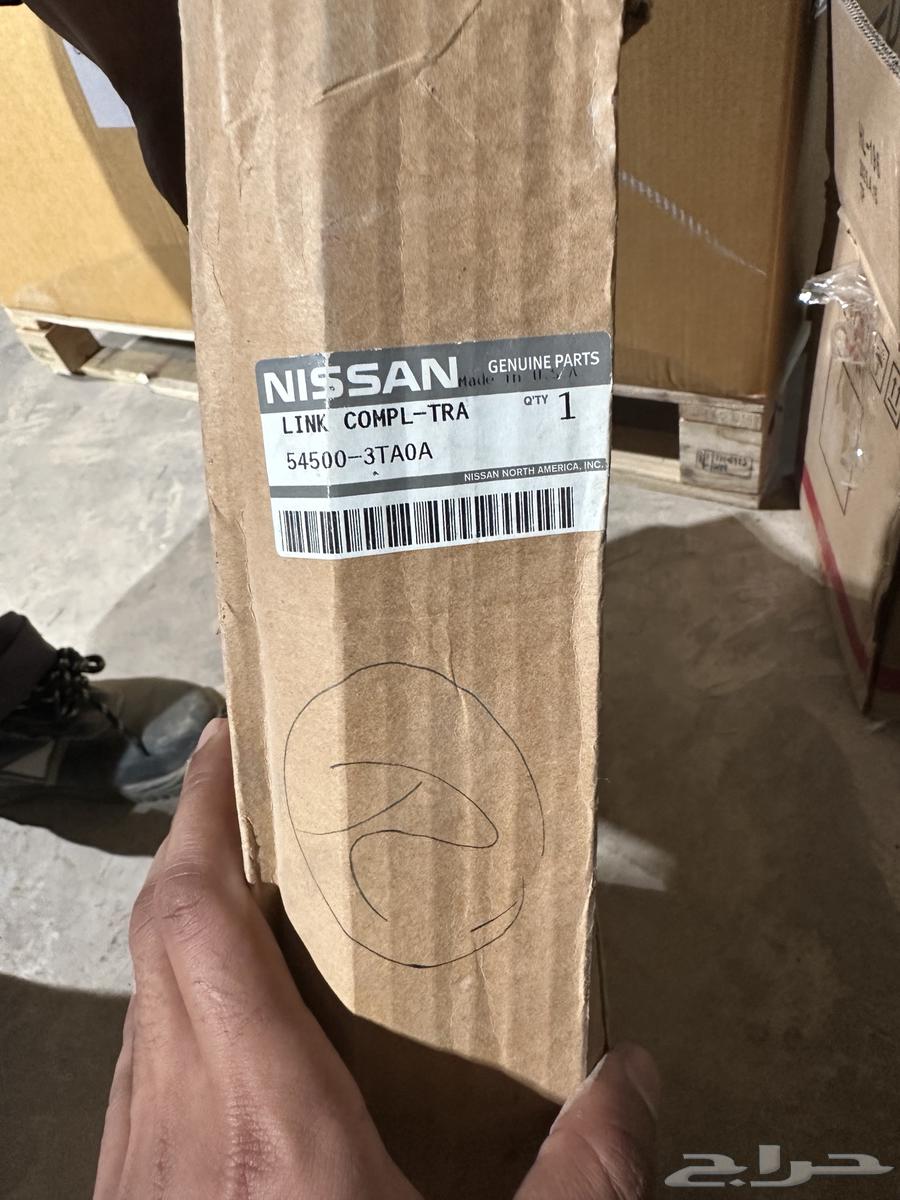 NISSAN GENUINE PARTS
Made in U.S.A
LINK COMPL-TRA Q'TY 1
54500-3TA0A
NISSAN NORTH AMERICA, INC.
حراج